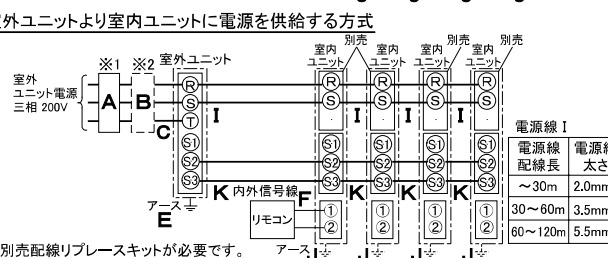 室外ユニットより室内ユニットに電源を供給する方式
※1 ※2 室外ユニット
室内ユニット 別売 室内ユニット 室内ユニット 別売 室内ユニット 別売
室外
ユニット電源
三相 200V
A B C
R S T S1 S2 S3
I I I I
R S S1 S2 S3 ① ②
R S S1 S2 S3 ① ②
R S S1 S2 S3 ① ②
R S S1 S2 S3 ① ②
K 内外信号線 K K K
F
リモコン
アース
E
アース
別売配線リプレースキットが必要です。
電源線 I
電源線配線長 電源線太さ
～30m 2.0mm
30～60m 3.5mm
60～120m 5.5mm